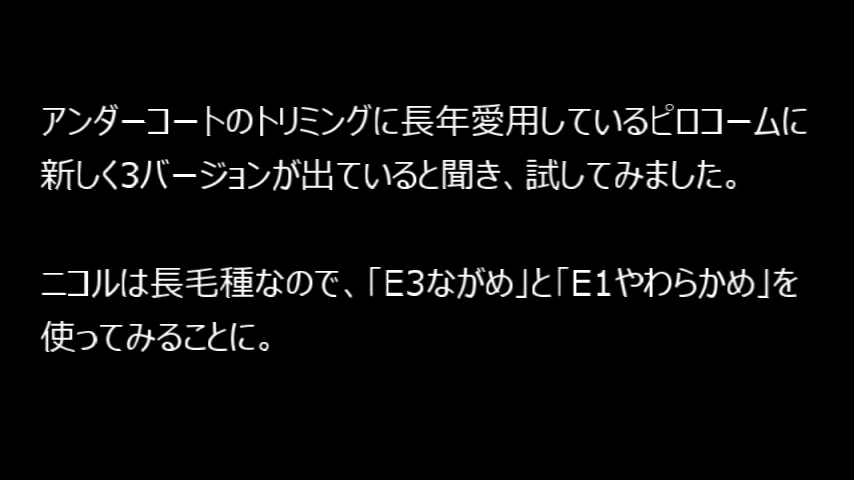 アンダーコートのトリミングに長年愛用しているピロコームに
新しく3バージョンが出ていると聞き、試してみました。
ニコルは長毛種なので、「E3ながめ」と「E1やわらかめ」を
使ってみることに。